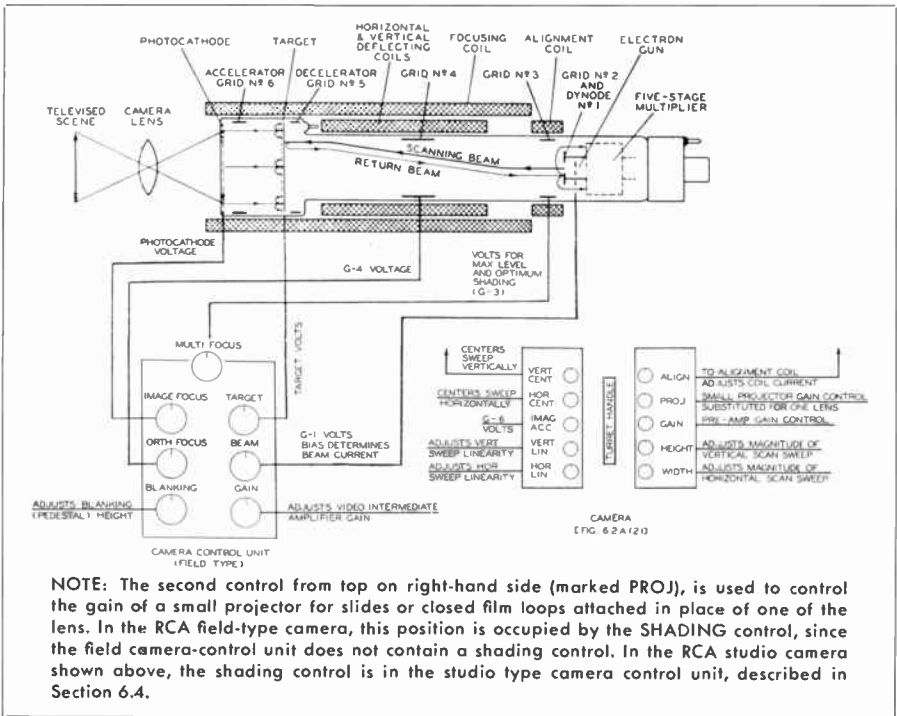 PHOTOCATHODE
TARGET
HORIZONTAL
& VERTICAL
DEFLECTING
COILS
FOCUSING
COIL
ALIGNMENT
COIL
ELECTRON
GUN
ACCELERATOR
GRID Nº 6
DECELERATOR
GRID Nº 5
GRID Nº 4
GRID Nº 3
GRID Nº 2
AND
DYNODE
Nº 1
FIVE-STAGE
MULTIPLIER
TELEVISED
SCENE
CAMERA
LENS
SCANNING BEAM
RETURN BEAM
PHOTOCATHODE
VOLTAGE
G-4 VOLTAGE
VOLTS FOR
MAX LEVEL
AND OPTIMUM
SHADING
(G-3)
TARGET VOLTS
MULTI FOCUS
IMAGE FOCUS
TARGET
ORTH FOCUS
BEAM
BLANKING
GAIN
G-1 VOLTS
BIAS DETERMINES
BEAM CURRENT
ADJUSTS BLANKING
(PEDESTAL) HEIGHT
ADJUSTS VIDEO INTERMEDIATE
AMPLIFIER GAIN
CAMERA CONTROL UNIT
(FIELD TYPE)
CENTERS
SWEEP
VERTICALLY
CENTERS SWEEP
HORIZONTALLY
G-6
VOLTS
ADJUSTS VERT
SWEEP LINEARITY
ADJUSTS HOR
SWEEP LINEARITY
VERT
CENT
HOR
CENT
IMAG
ACC
VERT
LIN
HOR
LIN
TURRET HANDLE
ALIGN
PROJ
GAIN
HEIGHT
WIDTH
TO ALIGNMENT COIL
ADJUSTS COIL CURRENT
SMALL PROJECTOR GAIN CONTROL
SUBSTITUTED FOR ONE LENS
PRE-AMP GAIN CONTROL
ADJUSTS MAGNITUDE OF
VERTICAL SCAN SWEEP
ADJUSTS MAGNITUDE OF
HORIZONTAL SCAN SWEEP
CAMERA
[FIG. 6.2A (2)]
NOTE: The second control from top on right-hand side (marked PROJ), is used to control
the gain of a small projector for slides or closed film loops attached in place of one of the
lens. In the RCA field-type camera, this position is occupied by the SHADING control, since
the field camera-control unit does not contain a shading control. In the RCA studio camera
shown above, the shading control is in the studio type camera control unit, described in
Section 6.4.